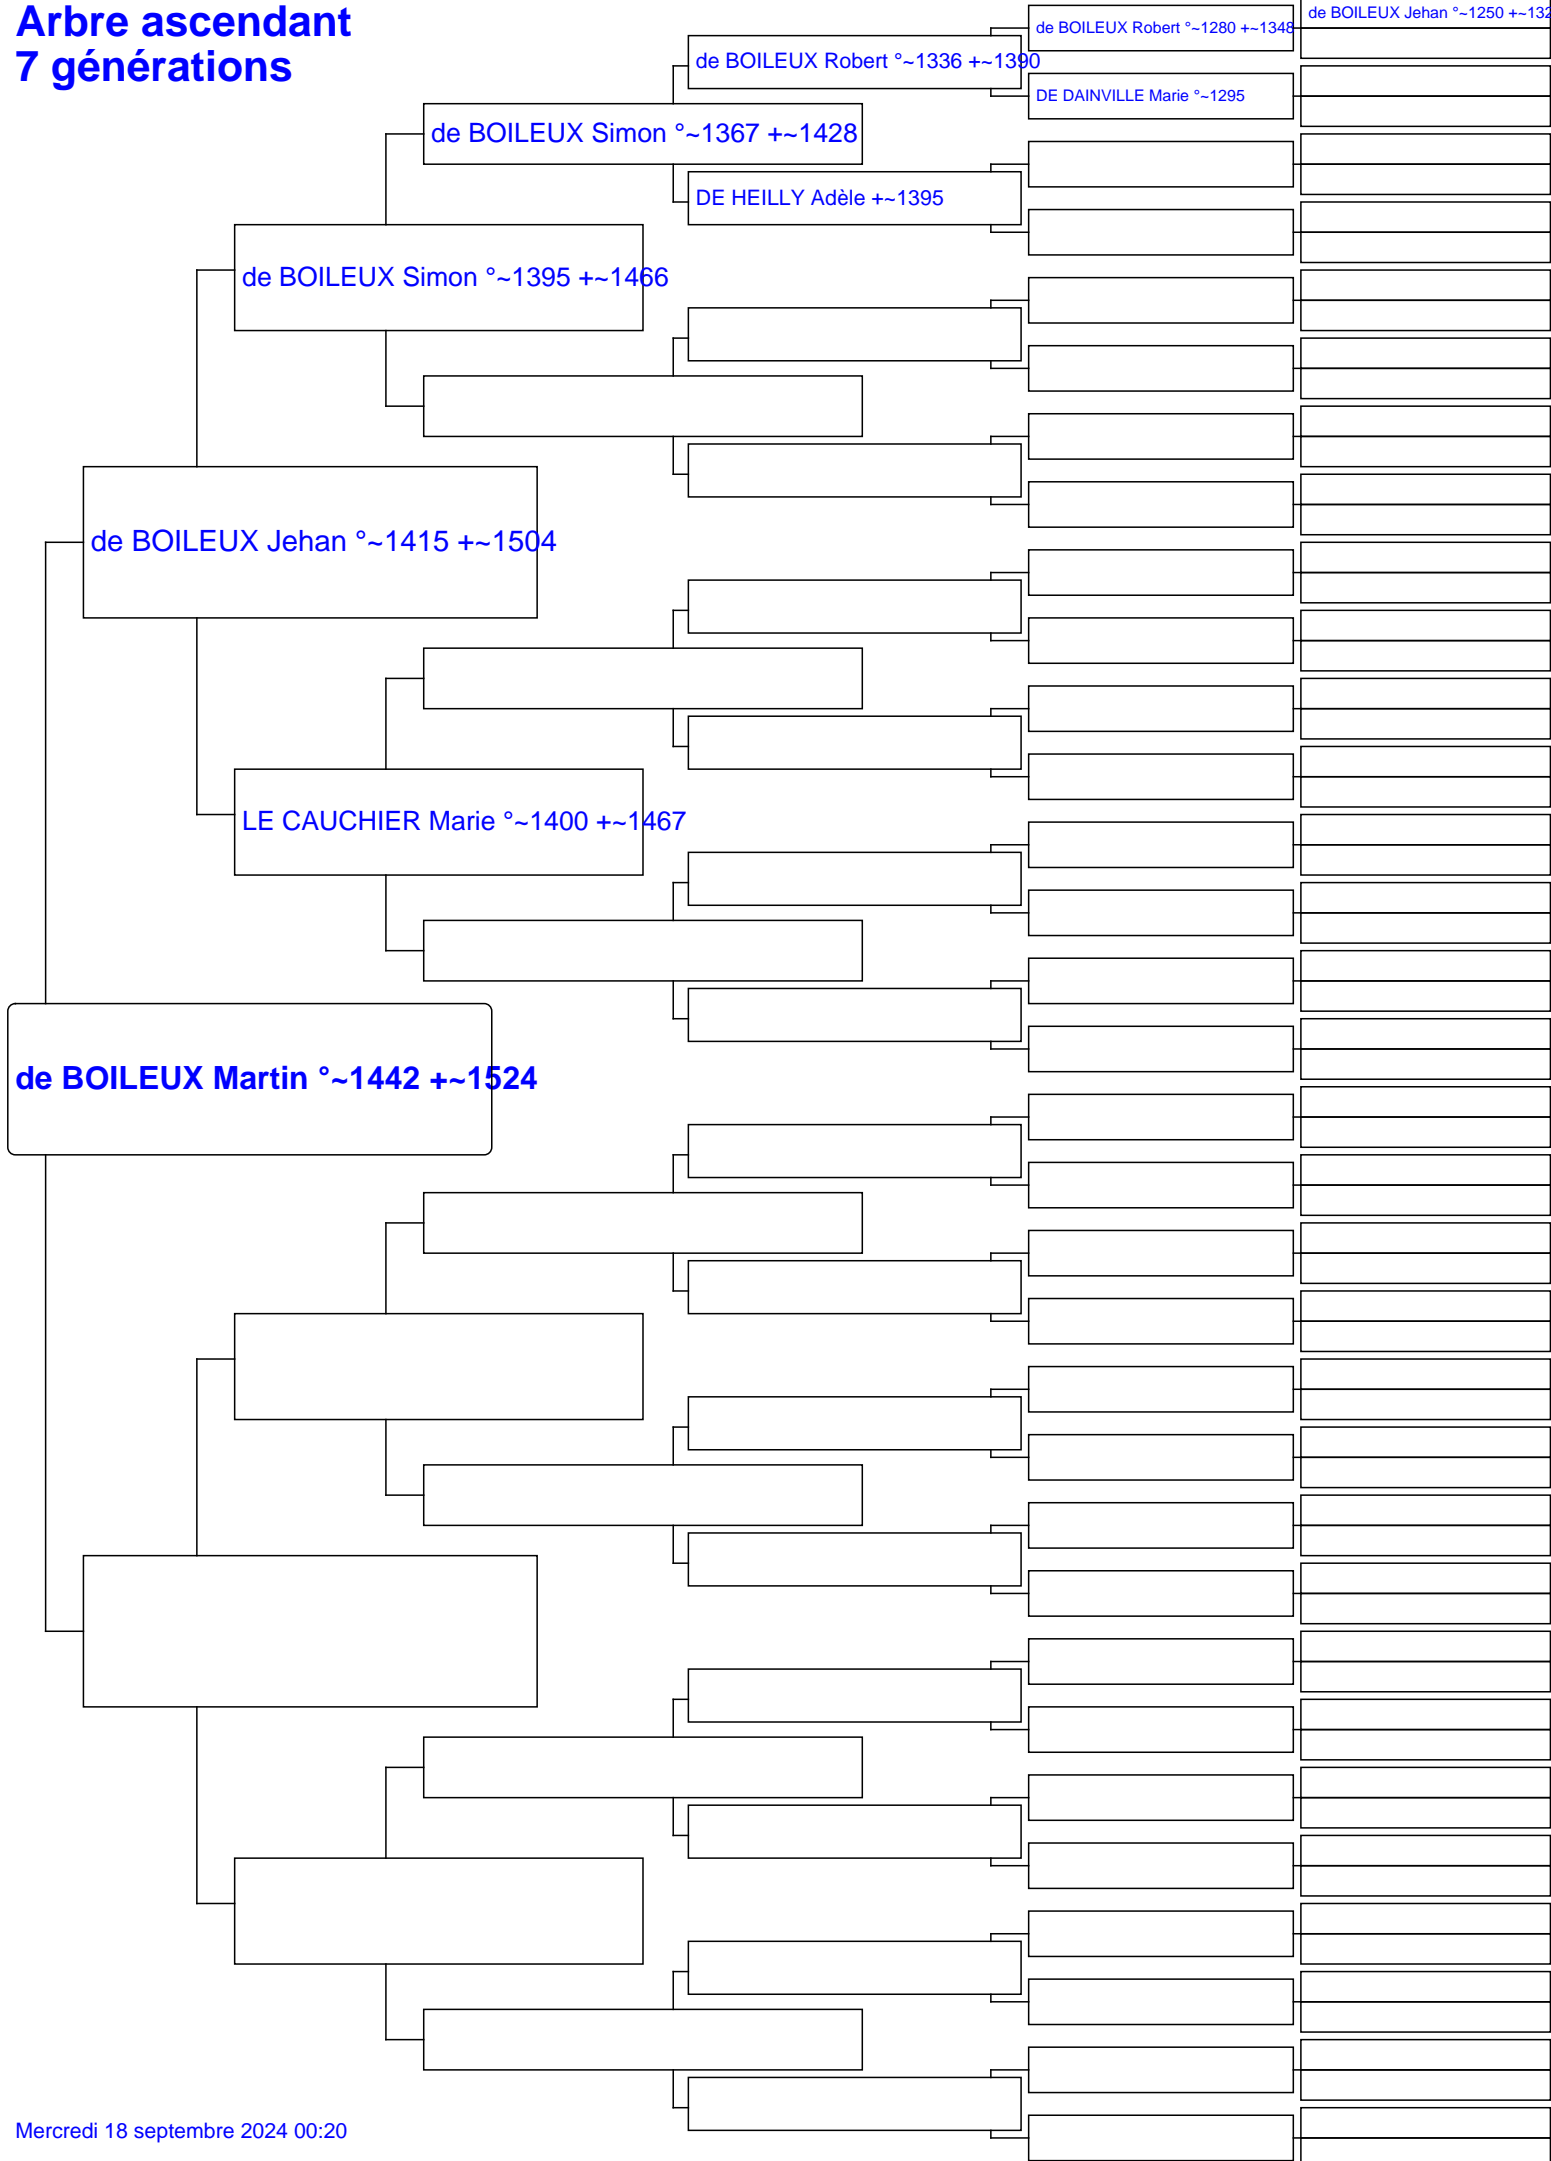 Arbre ascendant
7 générations
de BOILEUX Jehan °~1250 +~132
de BOILEUX Robert °~1280 +~1348
de BOILEUX Robert °~1336 +~1390
DE DAINVILLE Marie °~1295
de BOILEUX Simon °~1367 +~1428
DE HEILLY Adèle +~1395
de BOILEUX Simon °~1395 +~1466
de BOILEUX Jehan °~1415 +~1504
LE CAUCHIER Marie °~1400 +~1467
de BOILEUX Martin °~1442 +~1524
Mercredi 18 septembre 2024 00:20